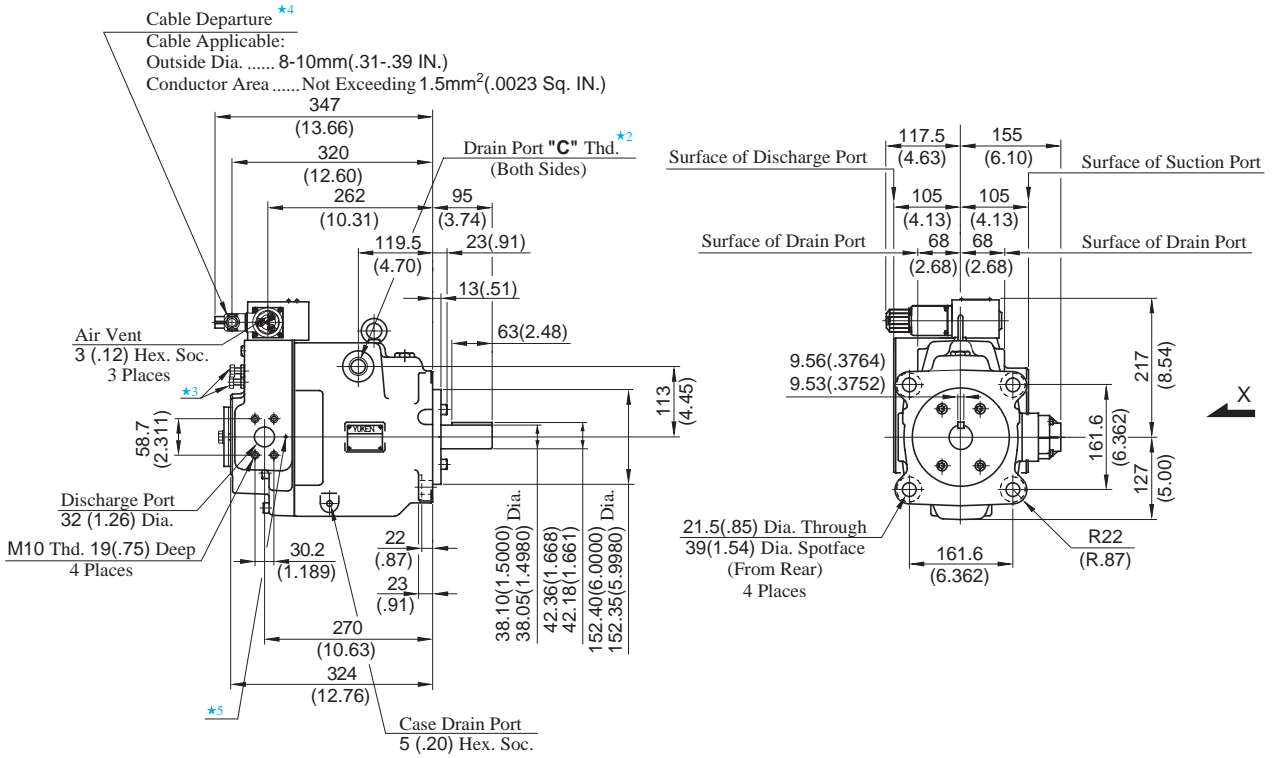 Cable Departure ★4
Cable Applicable:
Outside Dia. ...... 8-10mm(.31-.39 IN.)
Conductor Area ...... Not Exceeding 1.5mm²(.0023 Sq. IN.)
347
(13.66)
320
(12.60)
262
(10.31)
119.5
(4.70)
Drain Port "C" Thd. ★2
(Both Sides)
95
(3.74)
23(.91)
13(.51)
63(2.48)
113
(4.45)
Air Vent
3 (.12) Hex. Soc.
3 Places
★3
58.7
(2.311)
YUKEN
Discharge Port
32 (1.26) Dia.
M10 Thd. 19(.75) Deep
4 Places
30.2
(1.189)
22
(.87)
23
(.91)
270
(10.63)
324
(12.76)
★5
Case Drain Port
5 (.20) Hex. Soc.
38.10(1.5000) Dia.
38.05(1.4980)
42.36(1.668)
42.18(1.661)
152.40(6.0000) Dia.
152.35(5.9980)
117.5
(4.63)
155
(6.10)
Surface of Discharge Port
Surface of Suction Port
105
(4.13)
105
(4.13)
Surface of Drain Port
68
(2.68)
68
(2.68)
Surface of Drain Port
9.56(.3764)
9.53(.3752)
217
(8.54)
X
161.6
(6.362)
127
(5.00)
21.5(.85) Dia. Through
39(1.54) Dia. Spotface
(From Rear)
4 Places
161.6
(6.362)
R22
(R.87)